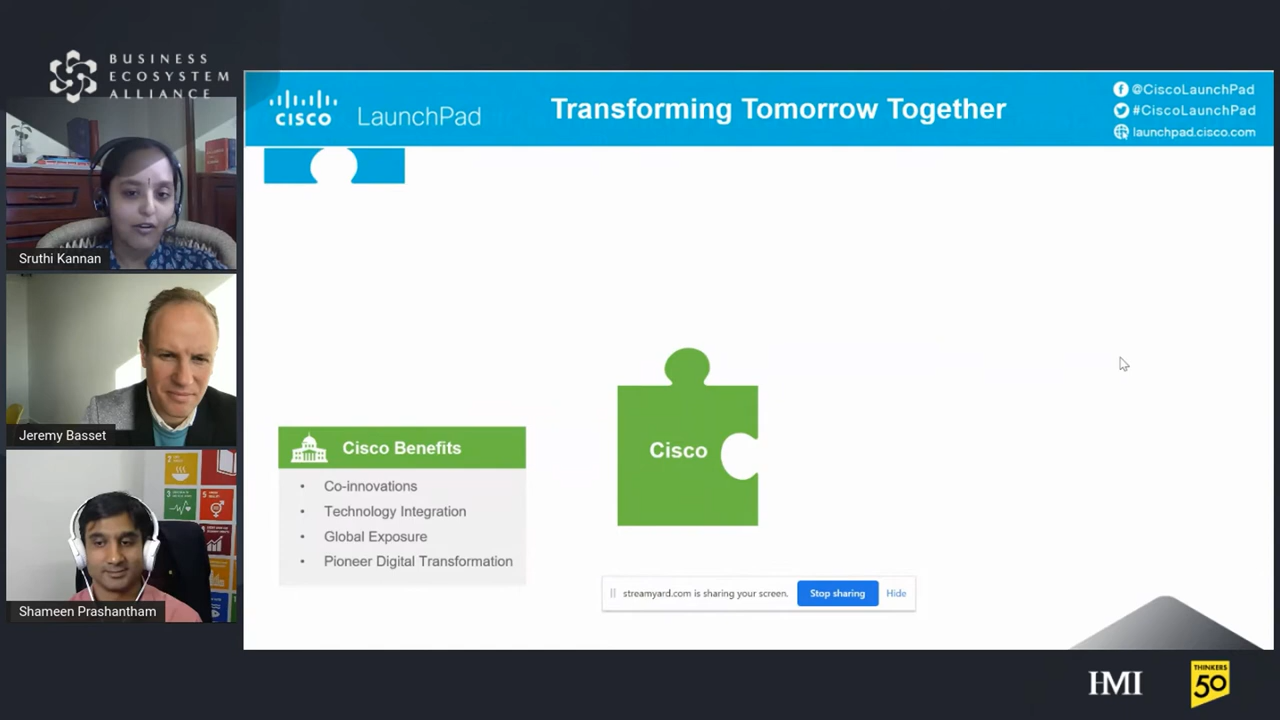 BUSINESS
ECOSYSTEM
ALLIANCE
Sruthi Kannan
Jeremy Basset
Shameen Prashantham
CISCO
LaunchPad
Transforming Tomorrow Together
@CiscoLaunchPad
#CiscoLaunchPad
launchpad.cisco.com
Cisco Benefits
• Co-innovations
• Technology Integration
• Global Exposure
• Pioneer Digital Transformation
Cisco
streamyard.com is sharing your screen.
Stop sharing
Hide
HMI
THINKERS
50